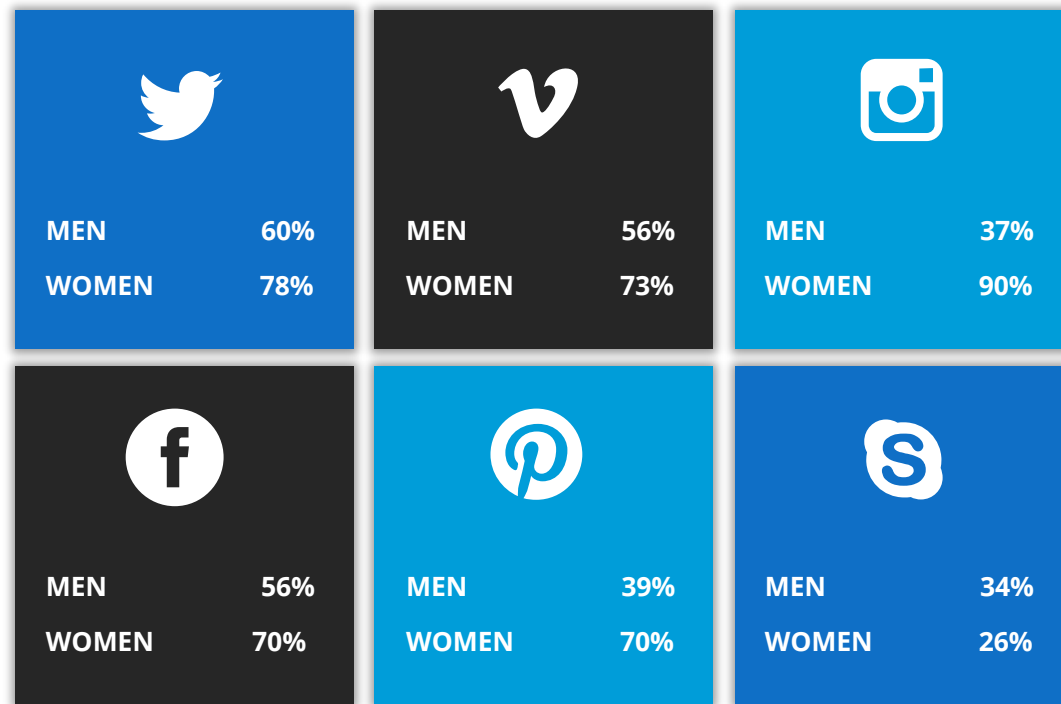 MEN 60%
WOMEN 78%
MEN 56%
WOMEN 73%
MEN 37%
WOMEN 90%
MEN 56%
WOMEN 70%
MEN 39%
WOMEN 70%
MEN 34%
WOMEN 26%